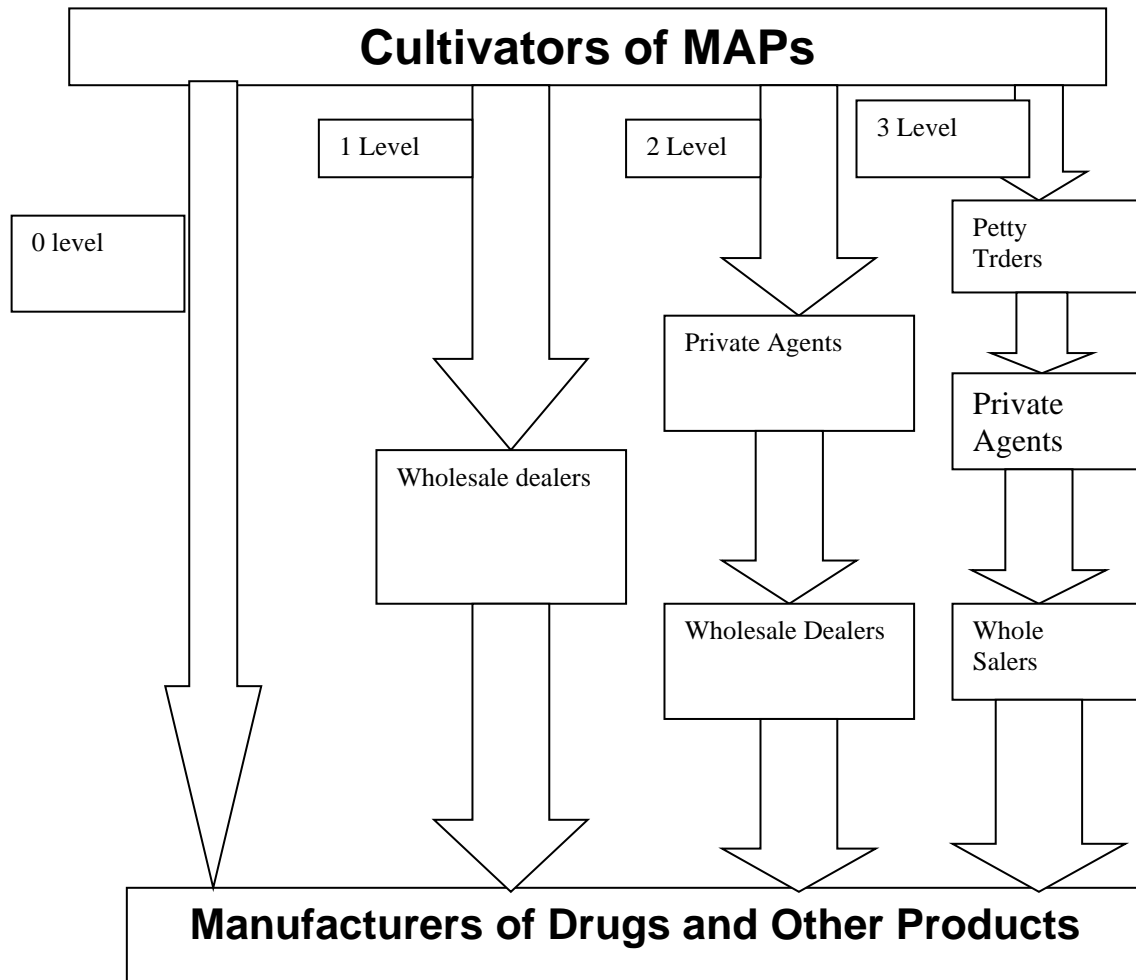 Cultivators of MAPs
1 Level
2 Level
3 Level
0 level
Petty
Trders
Private Agents
Private
Agents
Wholesale dealers
Wholesale Dealers
Whole
Salers
Manufacturers of Drugs and Other Products